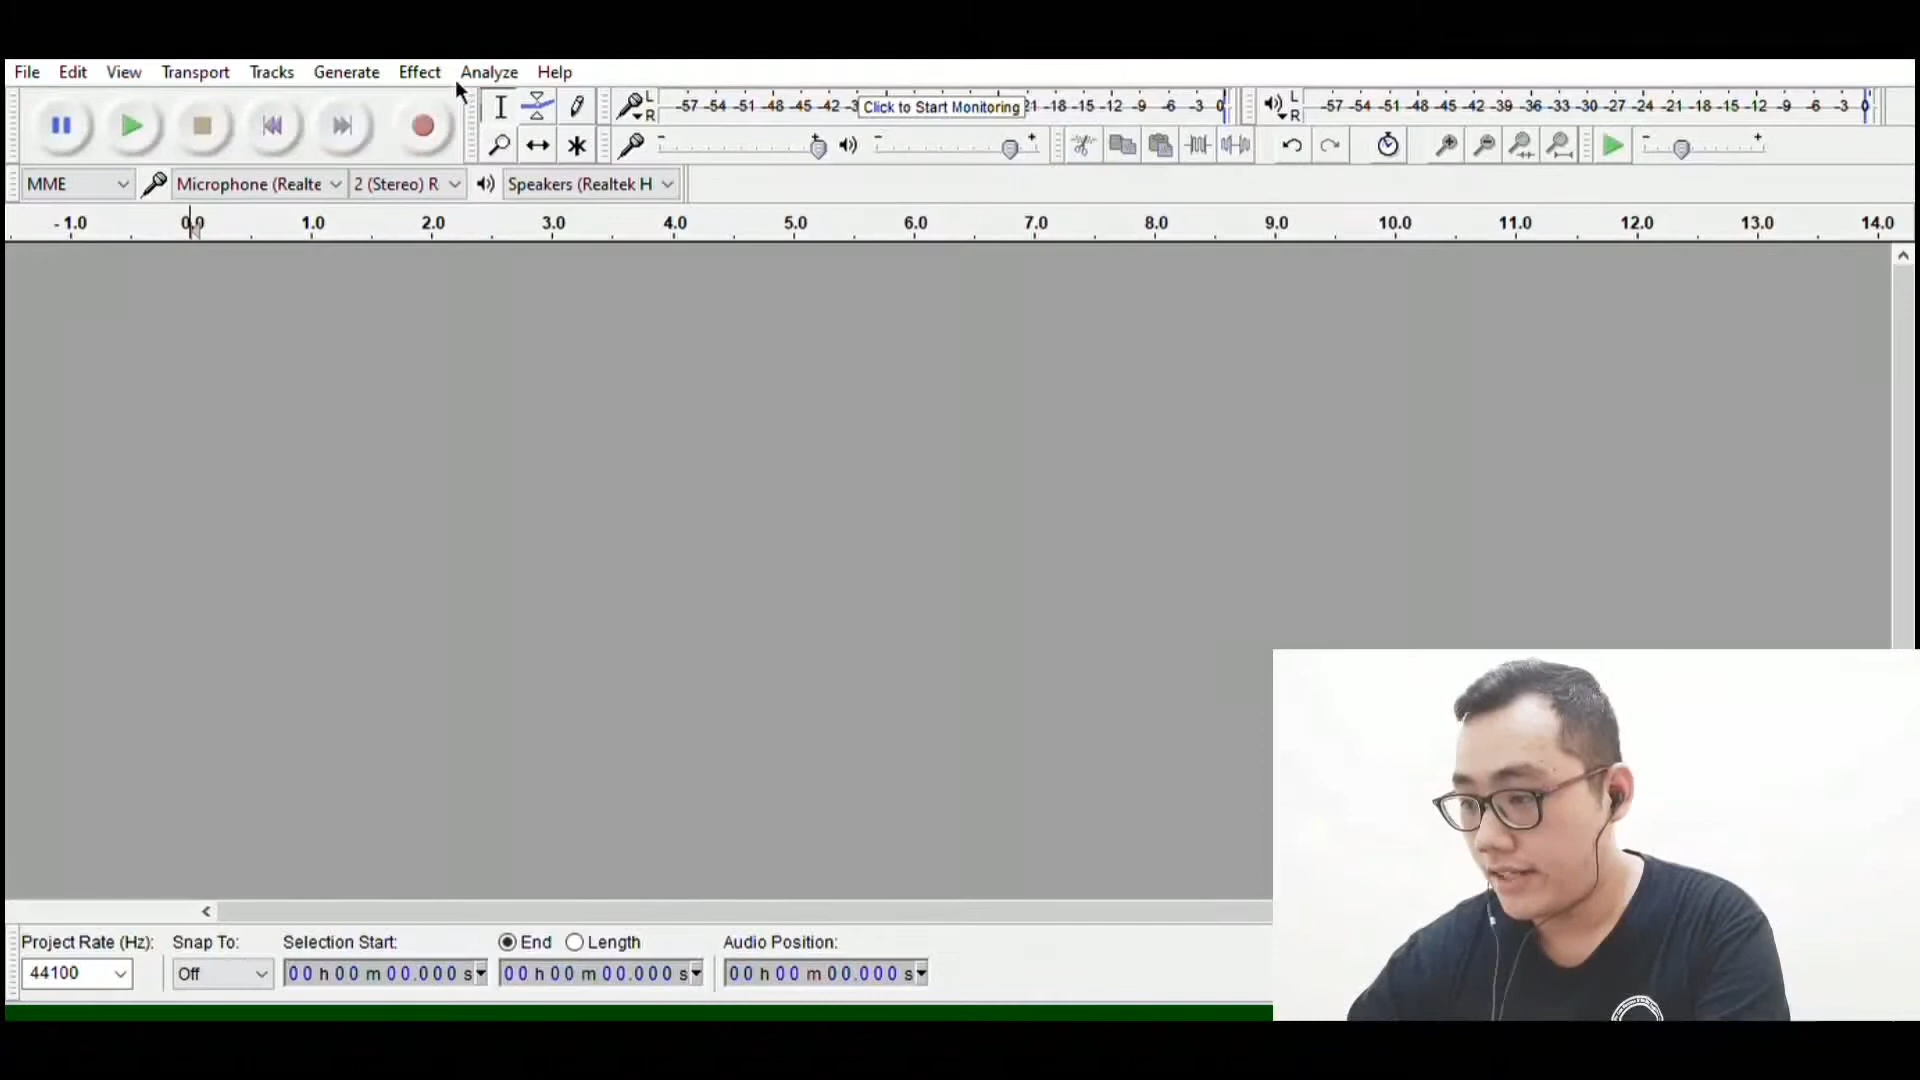 File Edit View Transport Tracks Generate Effect Analyze Help
L
R
-57 -54 -51 -48 -45 -42 -3 Click to Start Monitoring 21 -18 -15 -12 -9 -6 -3 0
L
R
-57 -54 -51 -48 -45 -42 -39 -36 -33 -30 -27 -24 -21 -18 -15 -12 -9 -6 -3 0
- + - + - +
MME Microphone (Realte 2 (Stereo) R Speakers (Realtek H
- 1.0 0.0 1.0 2.0 3.0 4.0 5.0 6.0 7.0 8.0 9.0 10.0 11.0 12.0 13.0 14.0
Project Rate (Hz): Snap To: Selection Start: End Length Audio Position:
44100 Off 00 h 00 m 00.000 s 00 h 00 m 00.000 s 00 h 00 m 00.000 s